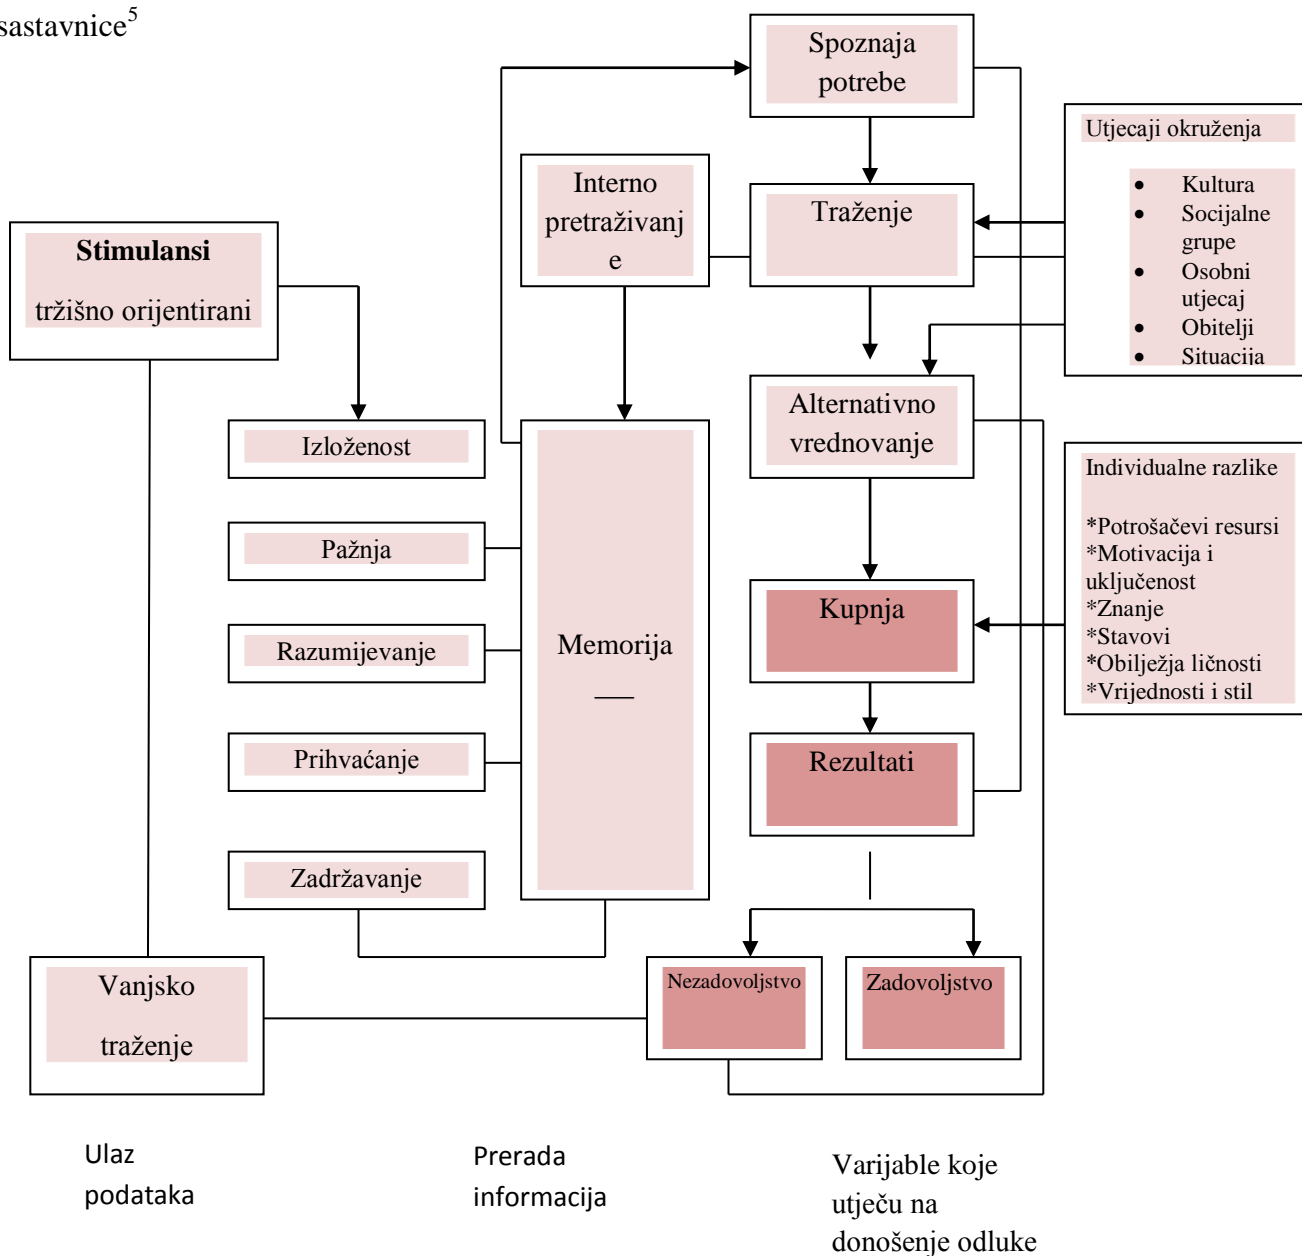 sastavnice5
Spoznaja
potrebe
Utjecaji okruženja
Kultura
Socijalne
grupe
Osobni
utjecaj
Obitelji
Situacija
Interno
pretraživanj
e
Traženje
Stimulansi
tržišno orijentirani
Alternativno
vrednovanje
Izloženost
Individualne razlike
*Potrošačevi resursi
*Motivacija i
uključenost
*Znanje
*Stavovi
*Obilježja ličnosti
*Vrijednosti i stil
Pažnja
Kupnja
Razumijevanje
Memorija
Prihvaćanje
Rezultati
Zadržavanje
Vanjsko
traženje
Nezadovoljstvo
Zadovoljstvo
Ulaz
podataka
Prerada
informacija
Varijable koje
utječu na
donošenje odluke